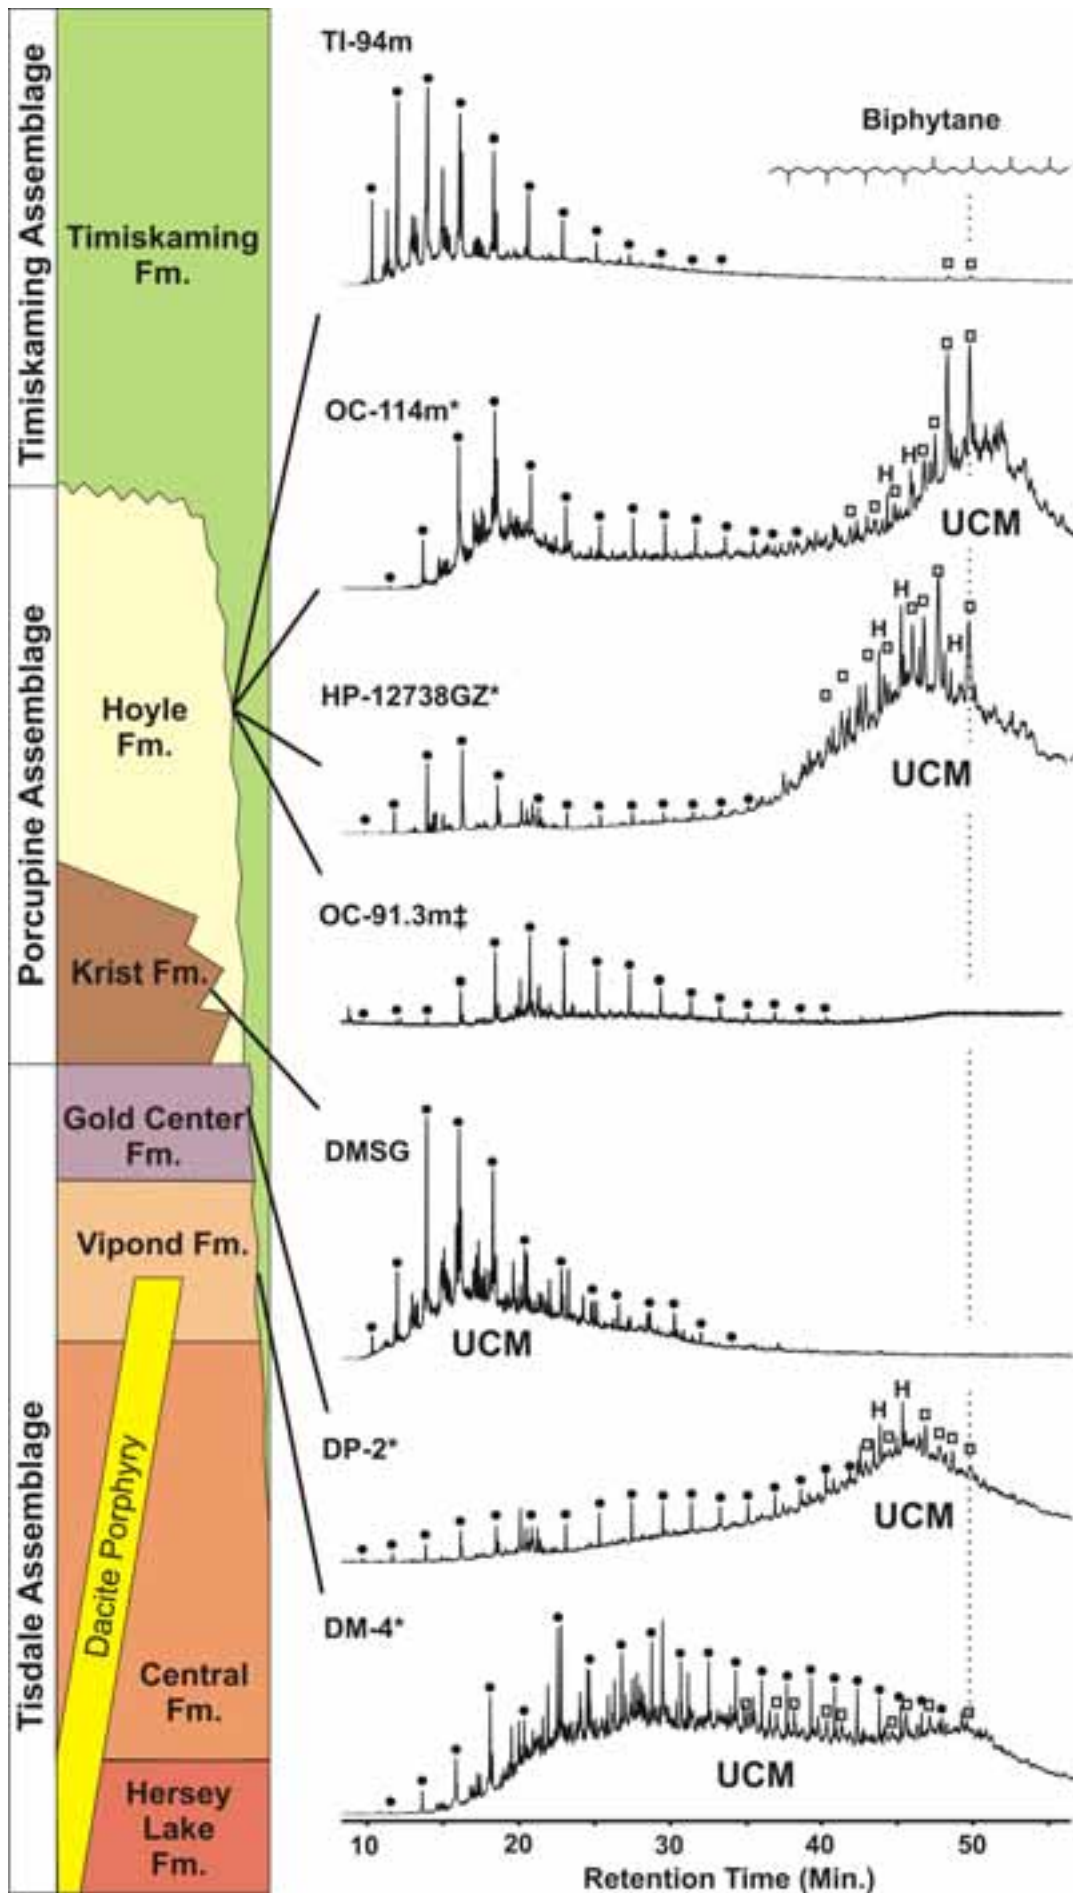 Timiskaming Assemblage
Porcupine Assemblage
Tisdale Assemblage
Timiskaming
Fm.
Hoyle
Fm.
Krist Fm.
Gold Center
Fm.
Vipond Fm.
Dacite Porphyry
Central
Fm.
Hersey
Lake
Fm.
TI-94m
Biphytane
OC-114m*
H
H
UCM
HP-12738GZ*
H
H
H
UCM
OC-91.3m‡
DMSG
UCM
DP-2*
H
H
UCM
DM-4*
UCM
10 20 30 40 50
Retention Time (Min.)